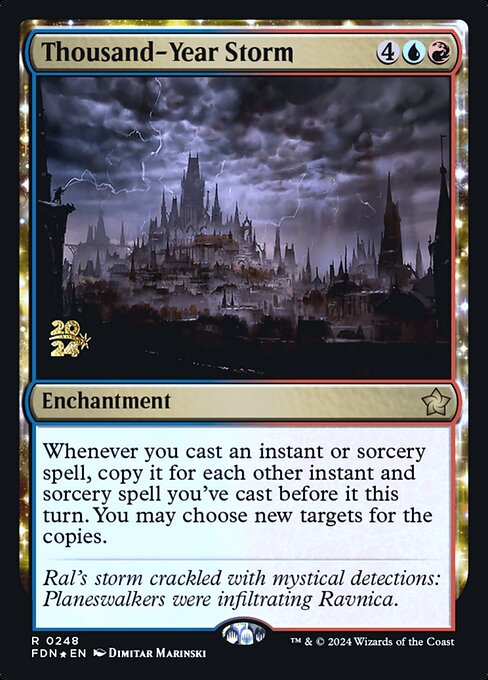 Thousand-Year Storm 4
2024
Enchantment
Whenever you cast an instant or sorcery
spell, copy it for each other instant and
sorcery spell you've cast before it this
turn. You may choose new targets for the
copies.
Ral's storm crackled with mystical detections:
Planeswalkers were infiltrating Ravnica.
R 0248
FDN★EN Dimitar Marinski
™ & © 2024 Wizards of the Coast